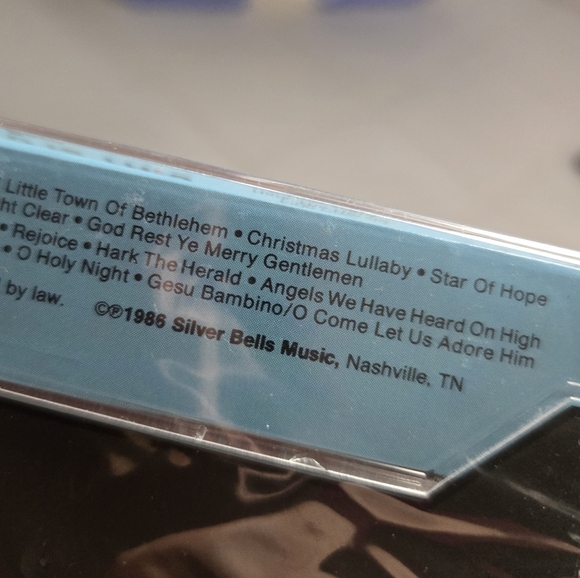 Little Town Of Bethlehem • Christmas Lullaby • Star Of Hope
ht Clear • God Rest Ye Merry Gentlemen
• Rejoice • Hark The Herald • Angels We Have Heard On High
• O Holy Night • Gesu Bambino/O Come Let Us Adore Him
by law. ©℗1986 Silver Bells Music, Nashville, TN